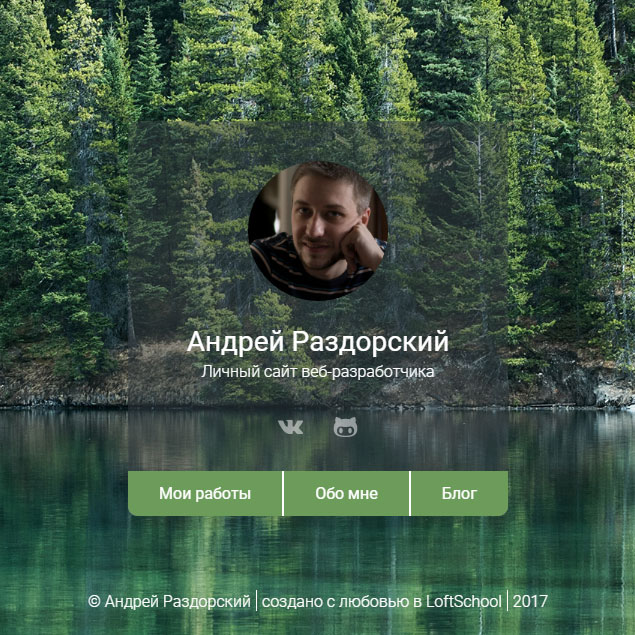 Андрей Раздорский
Личный сайт веб-разработчика
Мои работы
Обо мне
Блог
© Андрей Раздорский | создано с любовью в LoftSchool | 2017